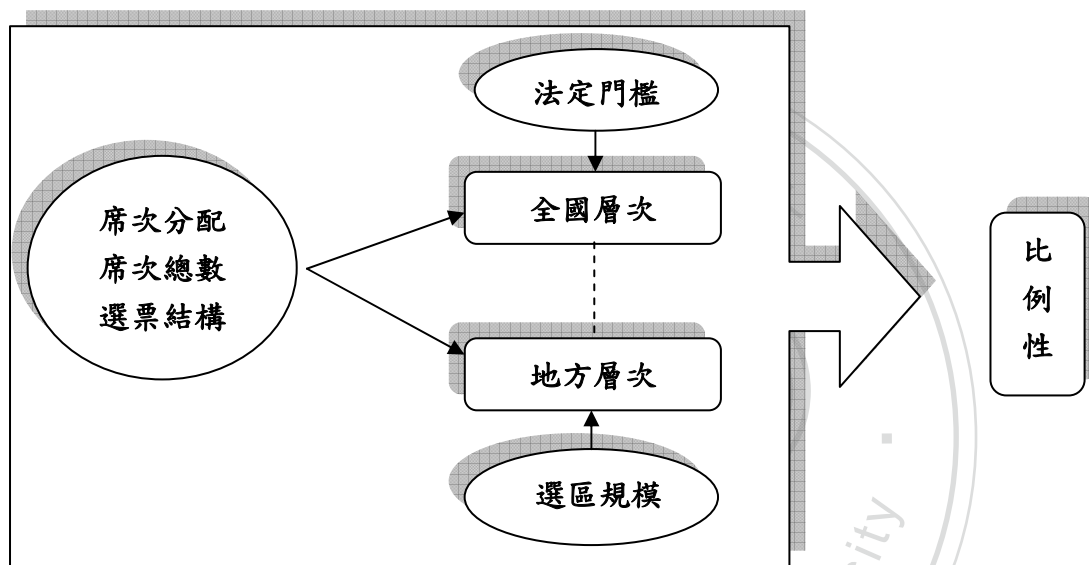 法定門檻
席次分配
席次總數
選票結構
全國層次
地方層次
選區規模
比
例
性
sity